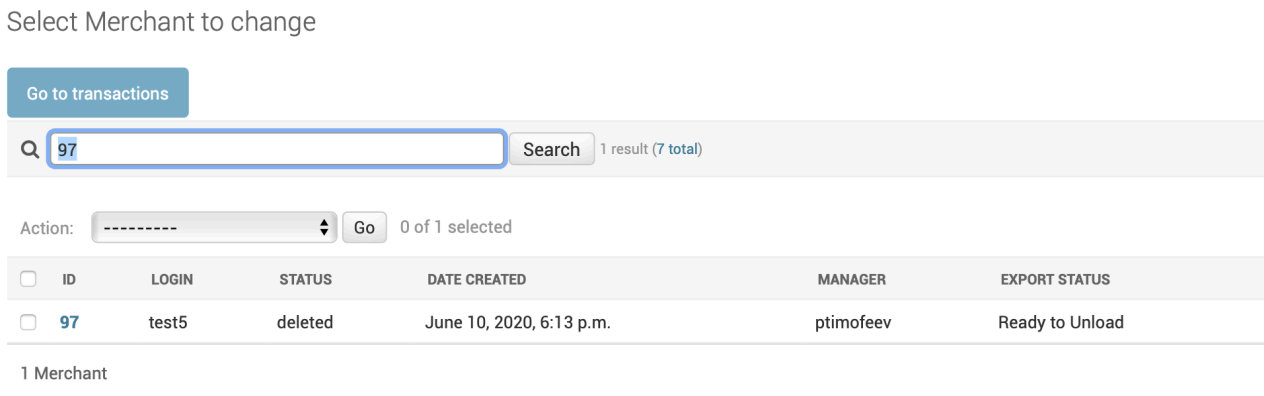 Select Merchant to change
Go to transactions
97 Search 1 result (7 total)
Action: --------- Go 0 of 1 selected
ID LOGIN STATUS DATE CREATED MANAGER EXPORT STATUS
97 test5 deleted June 10, 2020, 6:13 p.m. ptimofeev Ready to Unload
1 Merchant